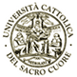 UNIVERSITÀ CATTOLICA
DEL SACRO CUORE